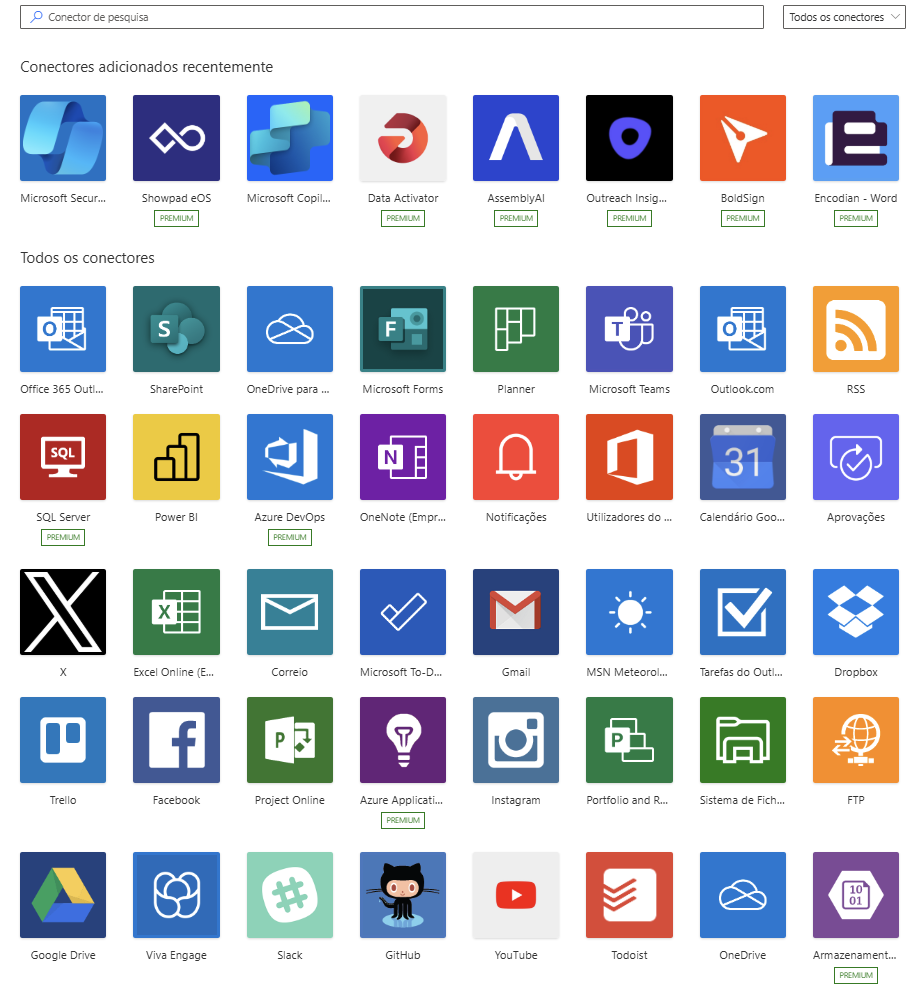 Conector de pesquisa
Todos os conectores
Conectores adicionados recentemente
Microsoft Secur...
Showpad eOS
PREMIUM
Microsoft Copil...
Data Activator
PREMIUM
AssemblyAI
PREMIUM
Outreach Insig...
PREMIUM
BoldSign
PREMIUM
Encodian - Word
PREMIUM
Todos os conectores
O
Office 365 Outl...
S
SharePoint
OneDrive para ...
F
Microsoft Forms
Planner
T
Microsoft Teams
O
Outlook.com
RSS
SQL
SQL Server
PREMIUM
Power BI
Azure DevOps
PREMIUM
N
OneNote (Empr...
Notificações
Utilizadores do ...
31
Calendário Goo...
Aprovações
X
X
Excel Online (E...
Correio
Microsoft To-D...
Gmail
MSN Meteorol...
Tarefas do Outl...
Dropbox
Trello
Facebook
P
Project Online
Azure Applicati...
PREMIUM
Instagram
P
Portfolio and R...
Sistema de Fich...
FTP
Google Drive
Viva Engage
Slack
GitHub
YouTube
Todoist
OneDrive
10
01
Armazenament...
PREMIUM